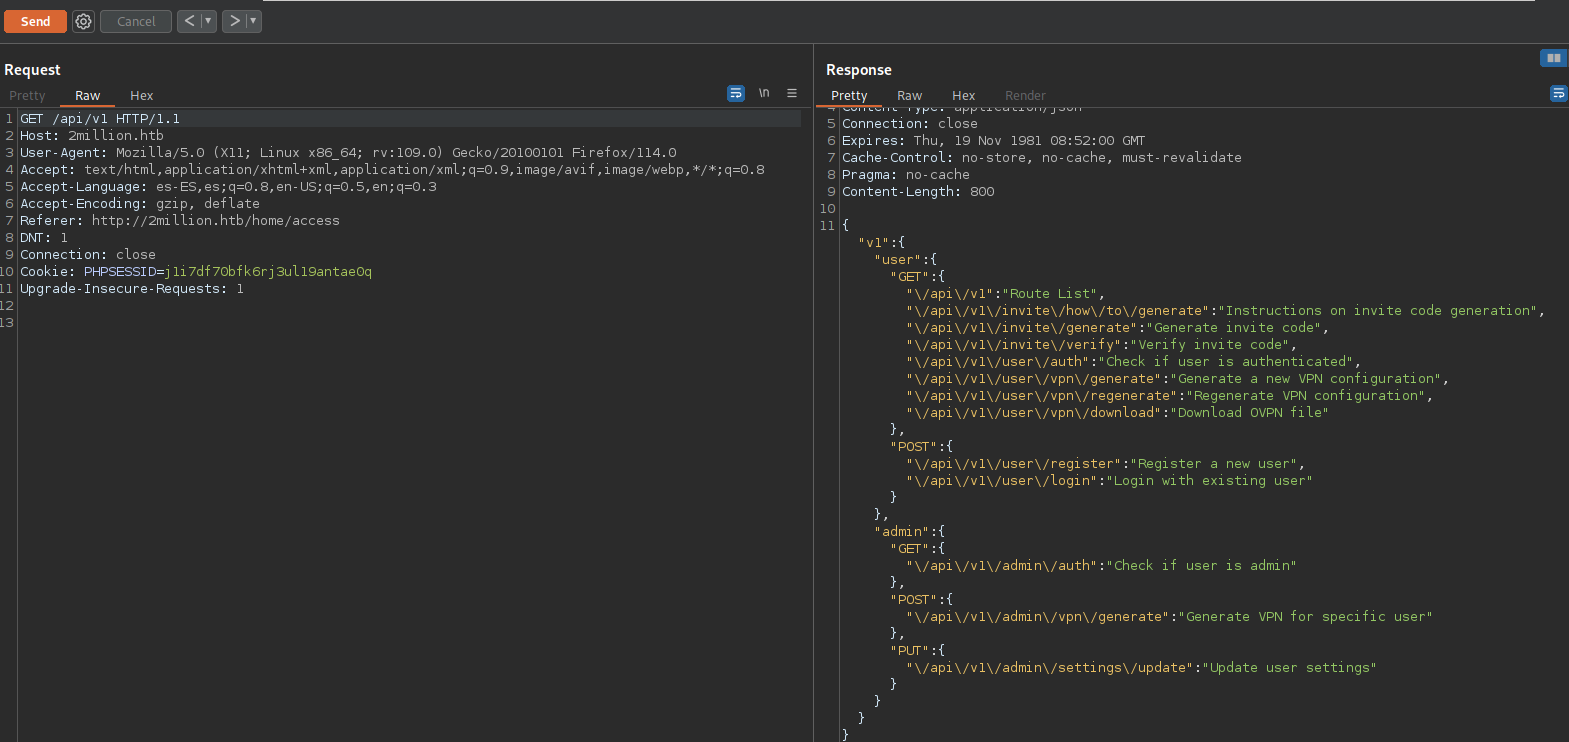 Send Cancel < ▼ > ▼
Request
Pretty Raw Hex \n
1 GET /api/v1 HTTP/1.1
2 Host: 2million.htb
3 User-Agent: Mozilla/5.0 (X11; Linux x86_64; rv:109.0) Gecko/20100101 Firefox/114.0
4 Accept: text/html,application/xhtml+xml,application/xml;q=0.9,image/avif,image/webp,*/*;q=0.8
5 Accept-Language: es-ES,es;q=0.8,en-US;q=0.5,en;q=0.3
6 Accept-Encoding: gzip, deflate
7 Referer: http://2million.htb/home/access
8 DNT: 1
9 Connection: close
10 Cookie: PHPSESSID=j1i7df70bfk6rj3ul19antae0q
11 Upgrade-Insecure-Requests: 1
12
13
Response
Pretty Raw Hex Render
4 Content-Type: application/json
5 Connection: close
6 Expires: Thu, 19 Nov 1981 08:52:00 GMT
7 Cache-Control: no-store, no-cache, must-revalidate
8 Pragma: no-cache
9 Content-Length: 800
10
11 {
"v1":{
"user":{
"GET":{
"\/api\/v1":"Route List",
"\/api\/v1\/invite\/how\/to\/generate":"Instructions on invite code generation",
"\/api\/v1\/invite\/generate":"Generate invite code",
"\/api\/v1\/invite\/verify":"Verify invite code",
"\/api\/v1\/user\/auth":"Check if user is authenticated",
"\/api\/v1\/user\/vpn\/generate":"Generate a new VPN configuration",
"\/api\/v1\/user\/vpn\/regenerate":"Regenerate VPN configuration",
"\/api\/v1\/user\/vpn\/download":"Download OVPN file"
},
"POST":{
"\/api\/v1\/user\/register":"Register a new user",
"\/api\/v1\/user\/login":"Login with existing user"
}
},
"admin":{
"GET":{
"\/api\/v1\/admin\/auth":"Check if user is admin"
},
"POST":{
"\/api\/v1\/admin\/vpn\/generate":"Generate VPN for specific user"
},
"PUT":{
"\/api\/v1\/admin\/settings\/update":"Update user settings"
}
}
}
}